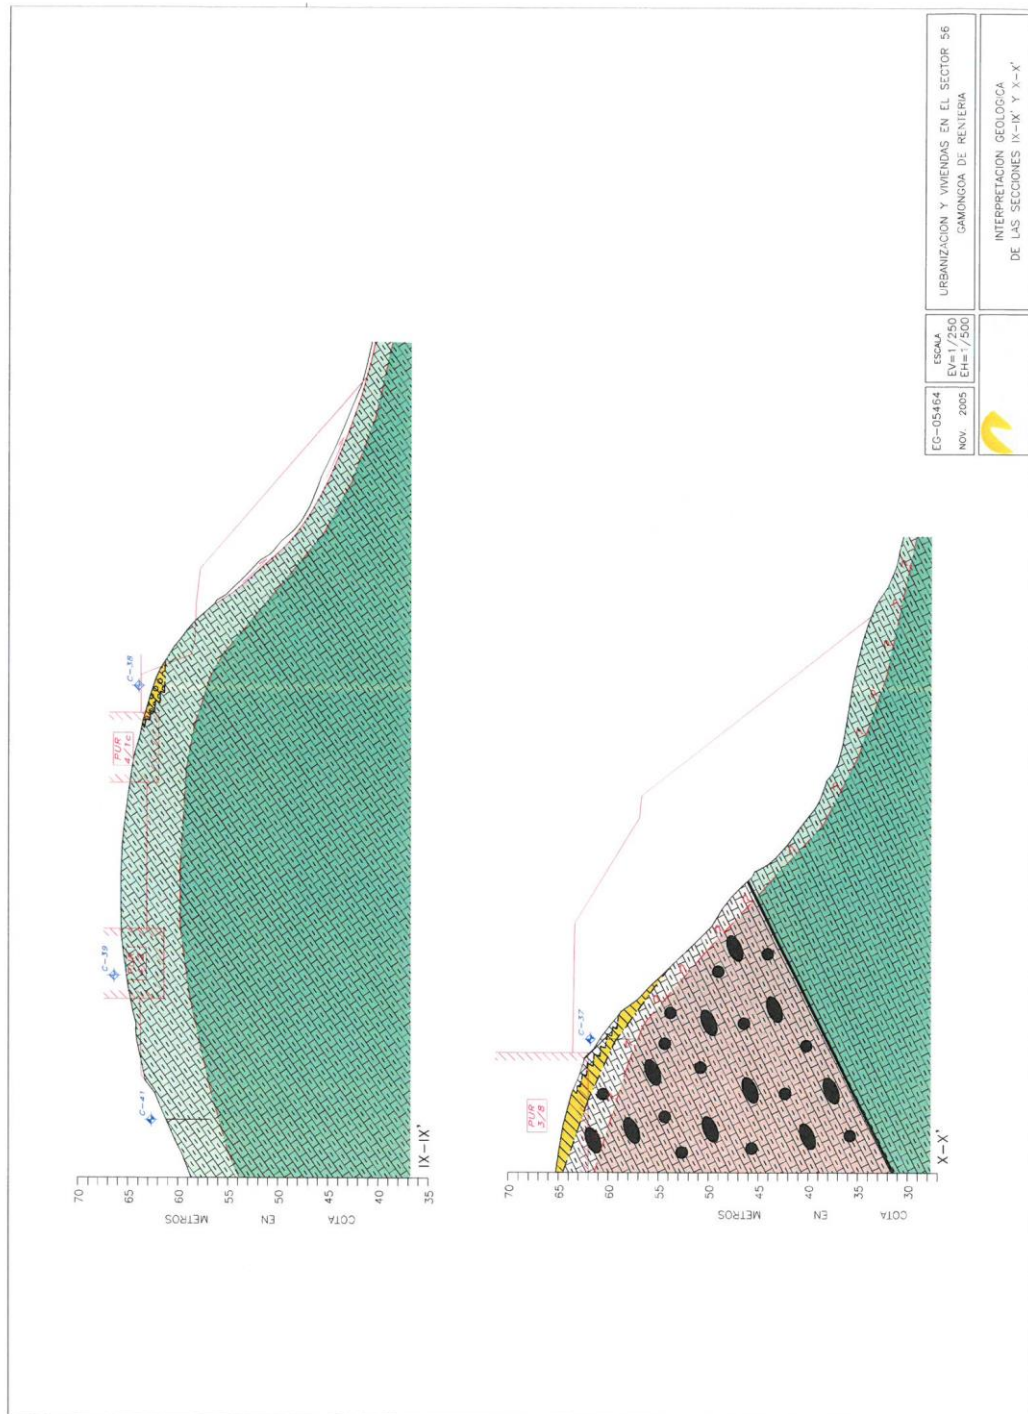 70
65
60
55
50
45
40
35
COTA
EN
METROS
C-41
C-39
C-38
PUR
4/10
IX-IX'
70
65
60
55
50
45
40
35
30
COTA
EN
METROS
PUR
3/8
C-37
X-X'
EG-05464
NOV. 2005
ESCALA
EV=1/250
EH=1/500
URBANIZACION Y VIVIENDAS EN EL SECTOR 56
GAMONGOA DE RENTERIA
INTERPRETACION GEOLOGICA
DE LAS SECCIONES IX-IX' Y X-X'